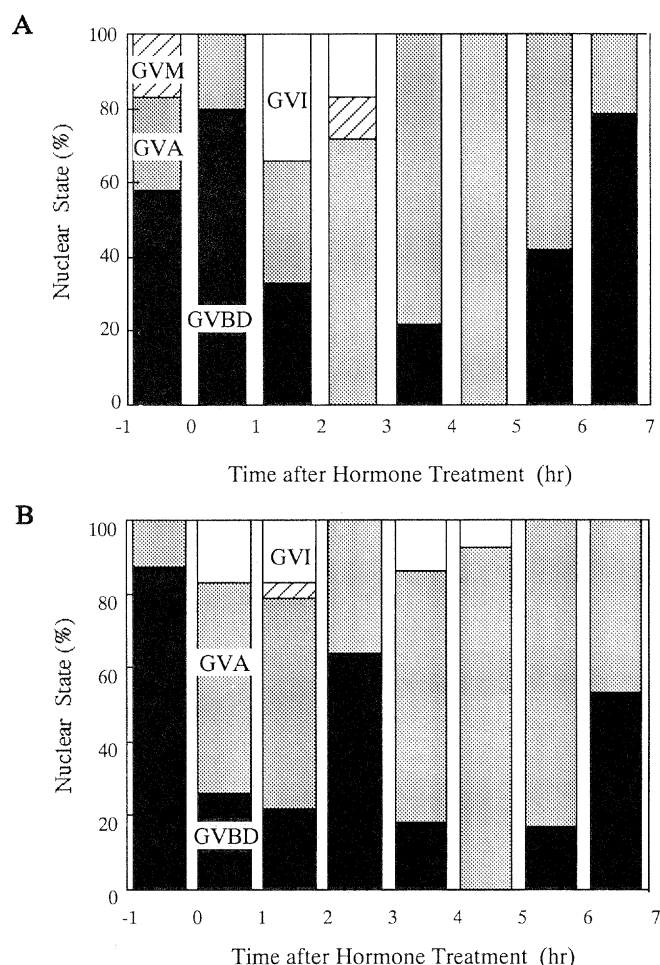 A
100
80
60
40
20
0
Nuclear State (%)
GVM
GVA
GVBD
GVI
-1 0 1 2 3 4 5 6 7
Time after Hormone Treatment (hr)
B
100
80
60
40
20
0
Nuclear State (%)
GVI
GVA
GVBD
-1 0 1 2 3 4 5 6 7
Time after Hormone Treatment (hr)